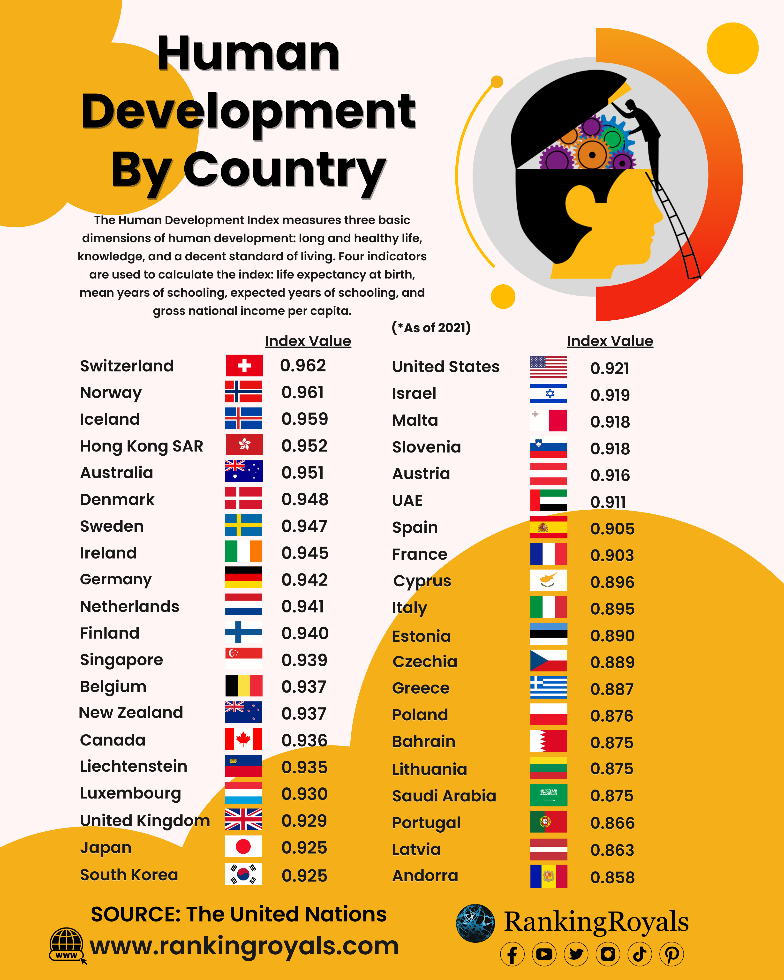 Human
Development
By Country
The Human Development Index measures three basic
dimensions of human development: long and healthy life,
knowledge, and a decent standard of living. Four indicators
are used to calculate the index: life expectancy at birth,
mean years of schooling, expected years of schooling, and
gross national income per capita.
(*As of 2021)
Index Value
Switzerland 0.962
Norway 0.961
Iceland 0.959
Hong Kong SAR 0.952
Australia 0.951
Denmark 0.948
Sweden 0.947
Ireland 0.945
Germany 0.942
Netherlands 0.941
Finland 0.940
Singapore 0.939
Belgium 0.937
New Zealand 0.937
Canada 0.936
Liechtenstein 0.935
Luxembourg 0.930
United Kingdom 0.929
Japan 0.925
South Korea 0.925
Index Value
United States 0.921
Israel 0.919
Malta 0.918
Slovenia 0.918
Austria 0.916
UAE 0.911
Spain 0.905
France 0.903
Cyprus 0.896
Italy 0.895
Estonia 0.890
Czechia 0.889
Greece 0.887
Poland 0.876
Bahrain 0.875
Lithuania 0.875
Saudi Arabia 0.875
Portugal 0.866
Latvia 0.863
Andorra 0.858
SOURCE: The United Nations
www www.rankingroyals.com
RankingRoyals